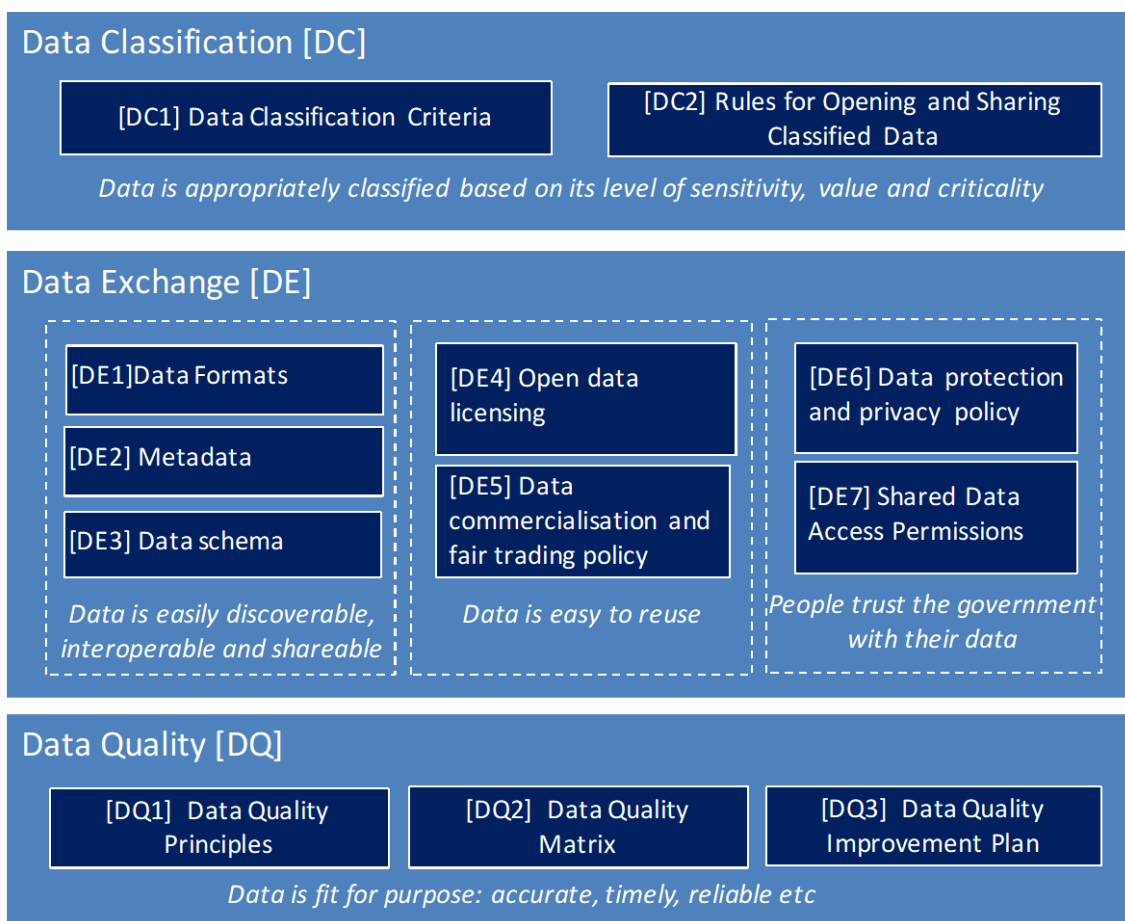 Data Classification [DC]
[DC1] Data Classification Criteria
[DC2] Rules for Opening and Sharing
Classified Data
Data is appropriately classified based on its level of sensitivity, value and criticality
Data Exchange [DE]
[DE1]Data Formats
[DE2] Metadata
[DE3] Data schema
Data is easily discoverable,
interoperable and shareable
[DE4] Open data
licensing
[DE5] Data
commercialisation and
fair trading policy
Data is easy to reuse
[DE6] Data protection
and privacy policy
[DE7] Shared Data
Access Permissions
People trust the government
with their data
Data Quality [DQ]
[DQ1] Data Quality
Principles
[DQ2] Data Quality
Matrix
[DQ3] Data Quality
Improvement Plan
Data is fit for purpose: accurate, timely, reliable etc